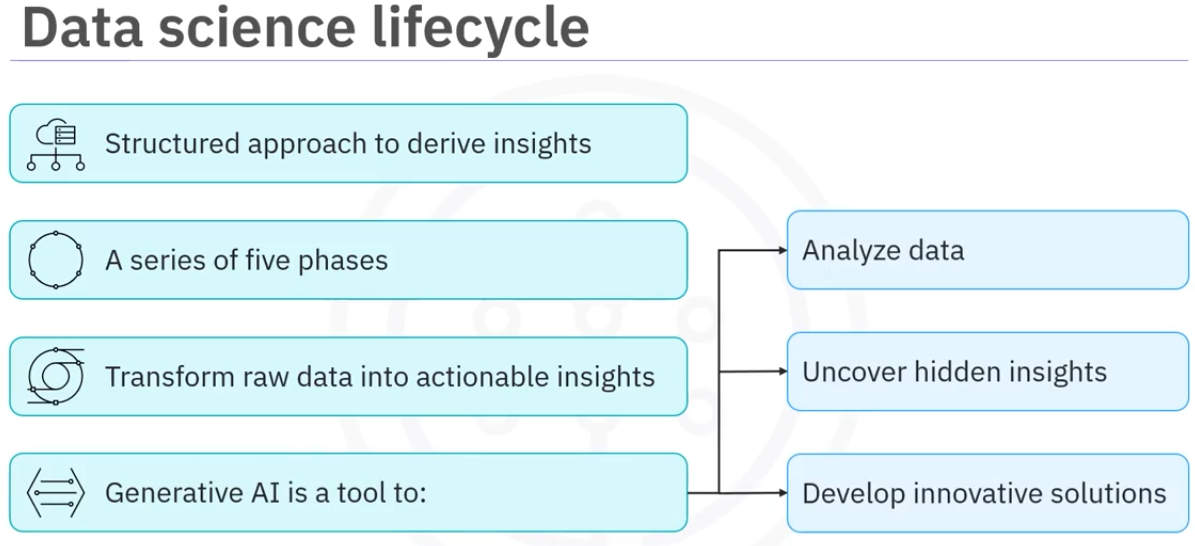 Data science lifecycle
Structured approach to derive insights
A series of five phases
Transform raw data into actionable insights
Generative AI is a tool to:
Analyze data
Uncover hidden insights
Develop innovative solutions